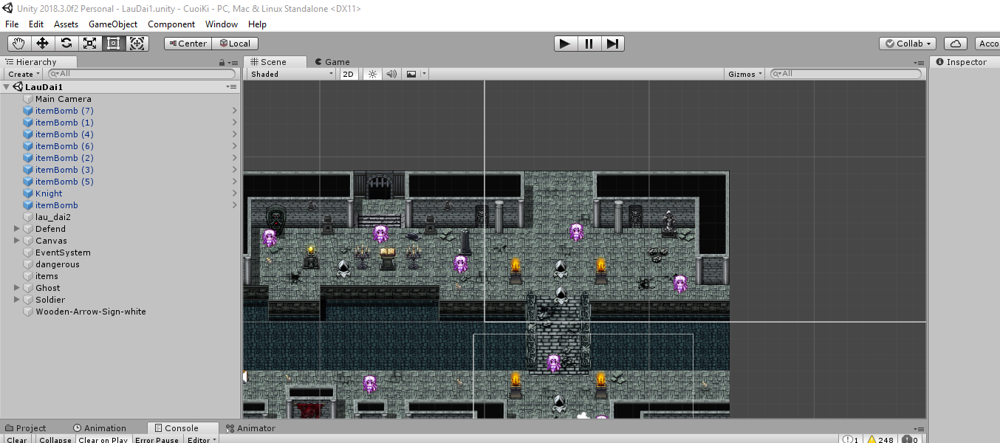 Unity 2018.3.0f2 Personal - LauDai1.unity - CuoiKi - PC, Mac & Linux Standalone <DX11>
File Edit Assets GameObject Component Window Help
Center Local Collab Acco
Hierarchy Scene Game Inspector
Create All Shaded 2D Gizmos All
LauDai1
Main Camera
itemBomb (7)
itemBomb (1)
itemBomb (4)
itemBomb (6)
itemBomb (2)
itemBomb (3)
itemBomb (5)
Knight
itemBomb
lau_dai2
Defend
Canvas
EventSystem
dangerous
items
Ghost
Soldier
Wooden-Arrow-Sign-white
Project Animation Console Animator
Clear Collapse Clear on Play Error Pause Editor 1 248 0